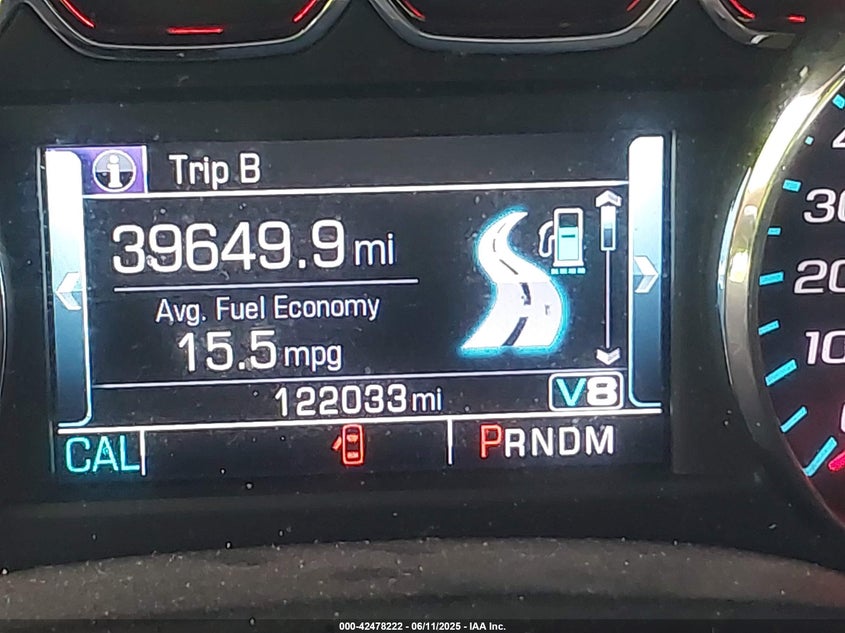 Trip B
39649.9 mi
Avg. Fuel Economy
15.5 mpg
122033 mi V8
CAL PRNDM
20
10
000-42478222 - 06/11/2025 - IAA Inc.